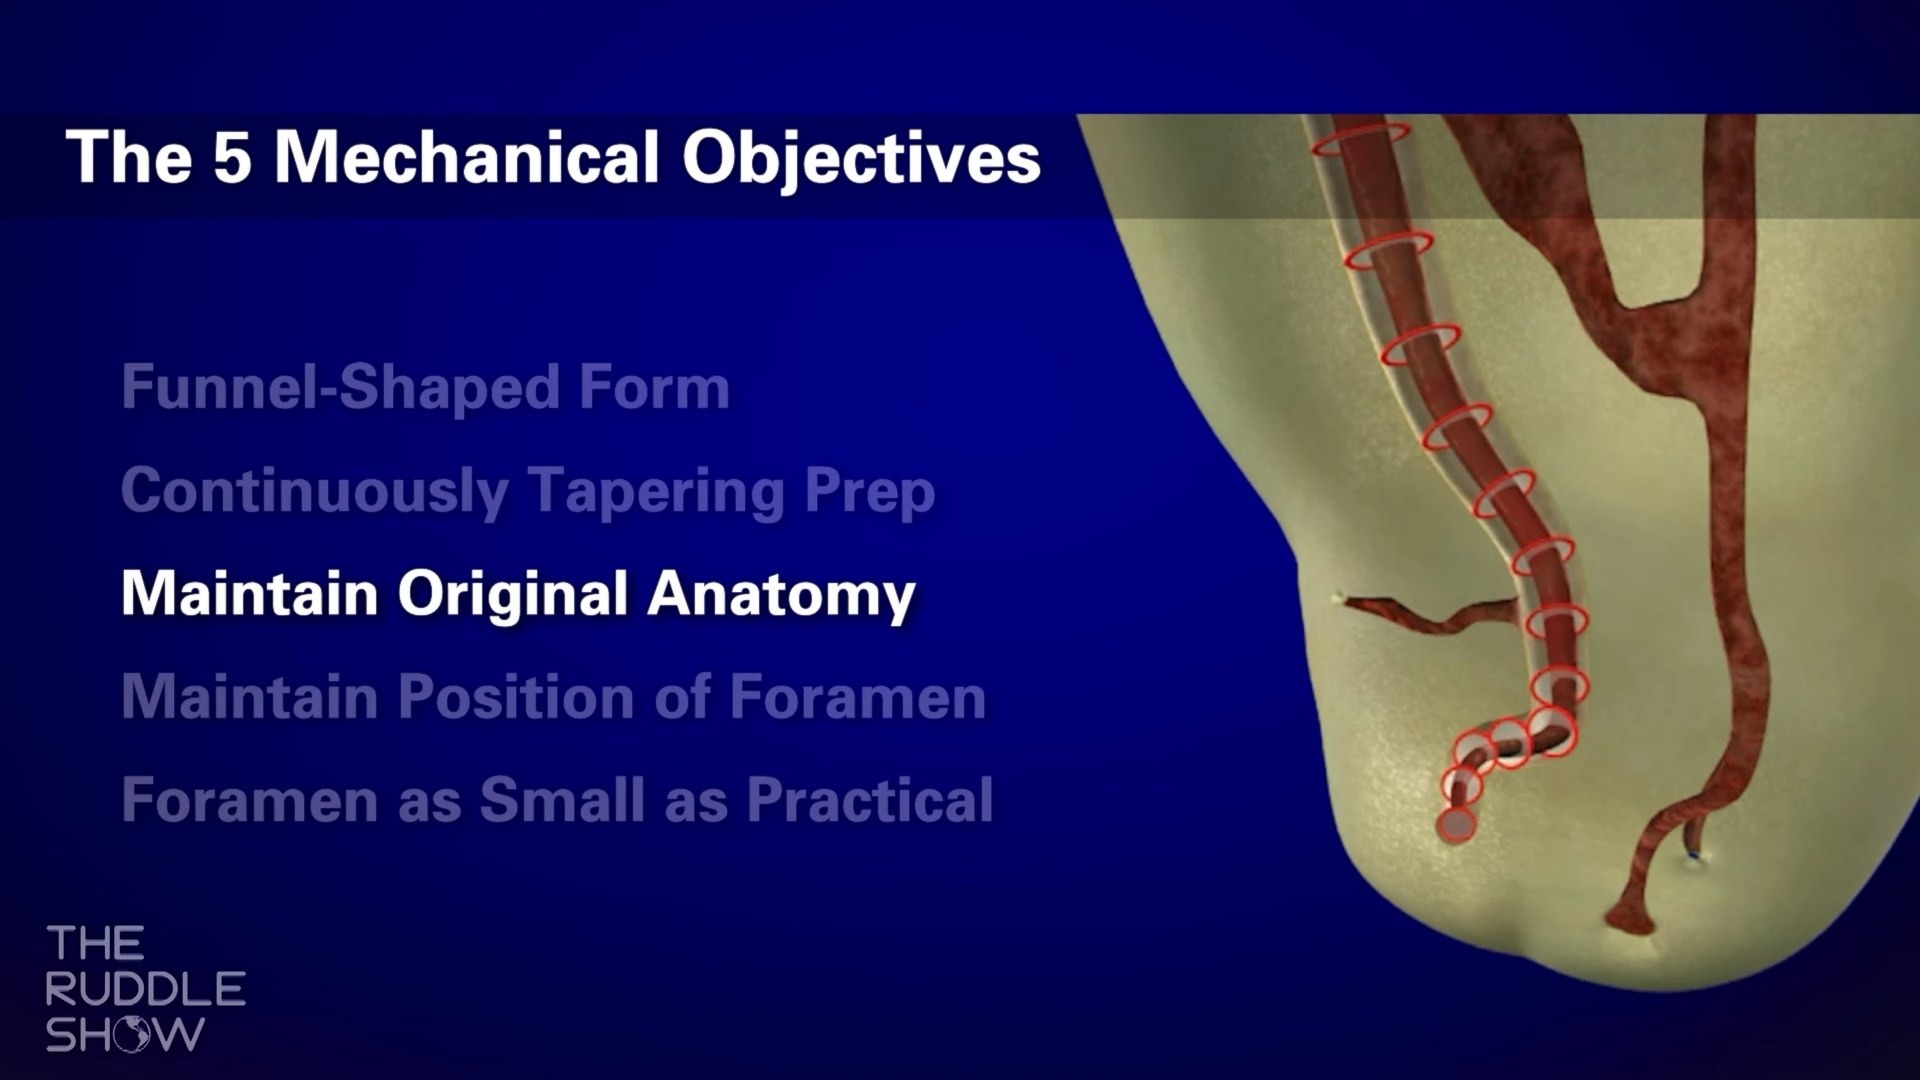 The 5 Mechanical Objectives
Funnel-Shaped Form
Continuously Tapering Prep
Maintain Original Anatomy
Maintain Position of Foramen
Foramen as Small as Practical
THE
RUDDLE
SHOW